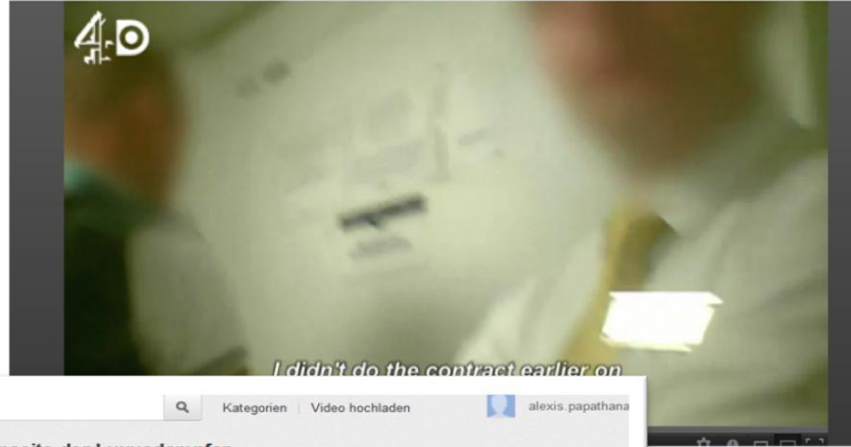 4oD
I didn't do the contract earlier on
Kategorien | Video hochladen
alexis.papathana